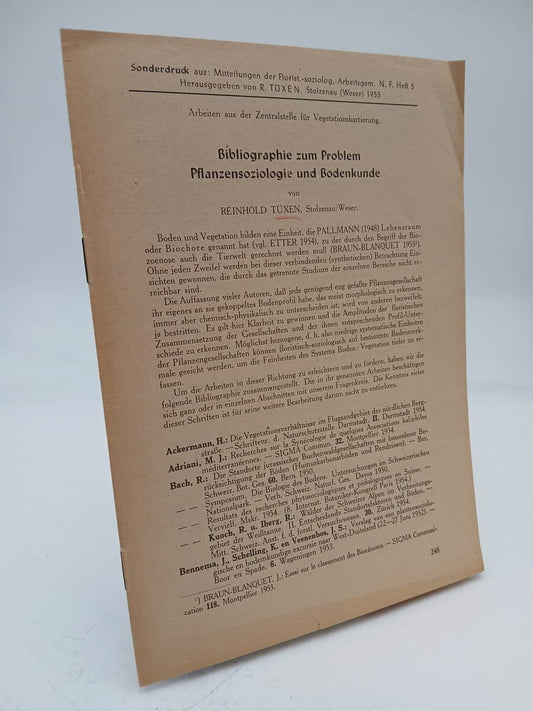 Sonderdruck aus: Mitteilungen der Florist.-soziolog. Arbeitsgem. N. F. Heft 5
Herausgegeben von R. TÜXEN. Stolzenau (Weser) 1955
Arbeiten aus der Zentralstelle für Vegetationskartierung.
Bibliographie zum Problem
Pflanzensoziologie und Bodenkunde
von
REINHOLD TÜXEN, Stolzenau/Weser.
Boden und Vegetation bilden eine Einheit, die PALLMANN (1948) Lebensraum
oder Biochore genannt hat (vgl. ETTER 1954), zu der durch den Begriff der Bio-
zoenose auch die Tierwelt gerechnet werden muß (BRAUN-BLANQUET 1953¹).
Ohne jeden Zweifel werden bei dieser verbindenden (synthetischen) Betrachtung Ein-
sichten gewonnen, die durch das getrennte Studium der einzelnen Bereiche nicht er-
reichbar sind.
Die Auffassung vieler Autoren, daß jede genügend eng gefaßte Pflanzengesellschaft
ihr eigenes an sie gekoppeltes Bodenprofil habe, das meist morphologisch zu erkennen,
immer aber chemisch-physikalisch zu unterscheiden ist, wird von anderen bezweifelt,
ja bestritten. Es gilt hier Klarheit zu gewinnen und die Amplituden der floristischen
Zusammensetzung der Gesellschaften und der ihnen entsprechenden Profil-Unter-
schiede zu erkennen. Möglichst homogene, d. h. also niedrige systematische Einheiten
der Pflanzengesellschaften können floristisch-soziologisch auf bestimmte Bodenmerk-
male geeicht werden, um die Feinheiten des Systems Boden: Vegetation tiefer zu er-
fassen.
Um die Arbeiten in dieser Richtung zu erleichtern und zu fördern, haben wir die
folgende Bibliographie zusammengestellt. Die in ihr genannten Arbeiten beschäftigen
sich ganz oder in einzelnen Abschnitten mit unserem Fragenkreis. Die Kenntnis vieler
dieser Schriften ist für seine weitere Bearbeitung darum nicht zu entbehren.
Ackermann, H.: Die Vegetationsverhältnisse im Flugsandgebiet der nördlichen Berg-
straße. — Schriftenr. d. Naturschutzstelle Darmstadt. II. Darmstadt 1954.
Adriani, M. J.: Recherches sur la Synécologie de quelques Associations haliphiles
méditerranéennes. — SIGMA Commun. 32. Montpellier 1934.
Bach, R.: Die Standorte jurassischer Buchenwaldgesellschaften mit besonderer Be-
rücksichtigung der Böden (Humuskarbonatböden und Rendzinen). — Ber.
Schweiz. Bot. Ges. 60. Bern 1950.
— — Symposium. Die Biologie des Bodens. Untersuchungen im Schweizerischen
Nationalpark. — Verh. Schweiz. Naturf. Ges. Davos 1950.
— — Resultats des recherches phytosociologiques et pédologiques en Suisse. —
Vervielf. Mskr. 1954. (8. Internat. Botaniker-Kongreß Paris 1954.)
— — Kuoch, R. u. Iberg, R.: Wälder der Schweizer Alpen im Verbreitungs-
gebiet der Weißtanne. II. Entscheidende Standortsfaktoren und Böden. —
Mitt. Schweiz. Anst. f. d. forstl. Versuchswesen. 30. Zürich 1954.
Bennema, J., Schelling, K. en Veenenbos, J. S.: Verslag van een plantensociolo-
gische en bodemkundige excursie naar West-Duitsland (22—27 Juni 1952). —
Boor en Spade. 6. Wageningen 1953.
¹) BRAUN-BLANQUET, J.: Essai sur le classement des Biocénoses. — SIGMA Communi-
cation 118. Montpellier 1953.
248